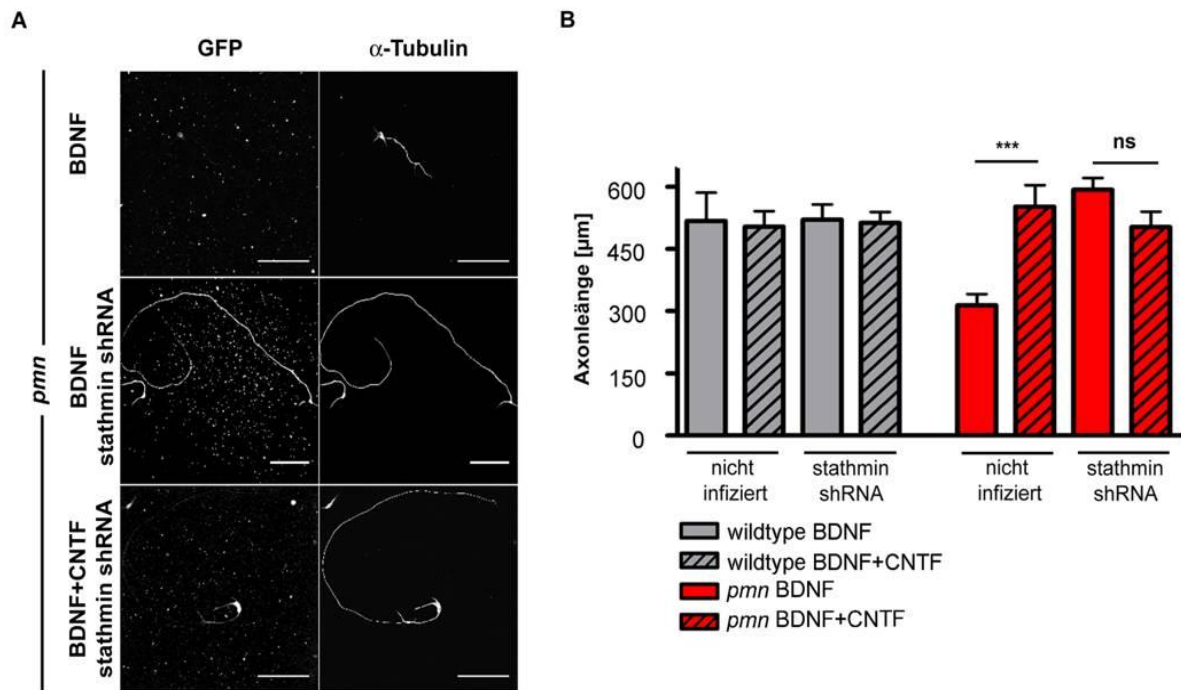 A
GFP
α-Tubulin
pmn
BDNF
BDNF
stathmin shRNA
BDNF+CNTF
stathmin shRNA
B
Axonleänge [µm]
600
450
300
150
0
***
ns
nicht
infiziert
stathmin
shRNA
nicht
infiziert
stathmin
shRNA
wildtype BDNF
wildtype BDNF+CNTF
pmn BDNF
pmn BDNF+CNTF